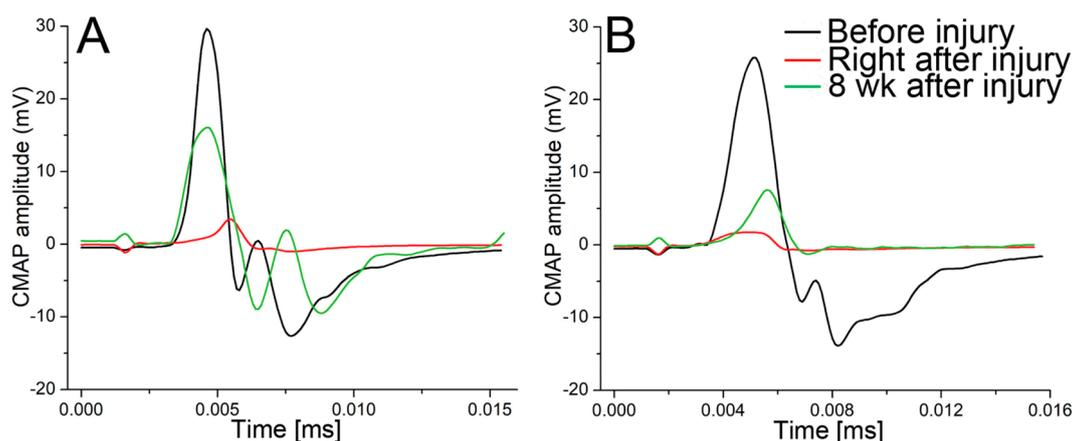 A
CMAP amplitude (mV)
30
20
10
0
-10
-20
0.000 0.005 0.010 0.015
Time [ms]
B
Before injury
Right after injury
8 wk after injury
CMAP amplitude (mV)
30
20
10
0
-10
-20
0.000 0.004 0.008 0.012 0.016
Time [ms]